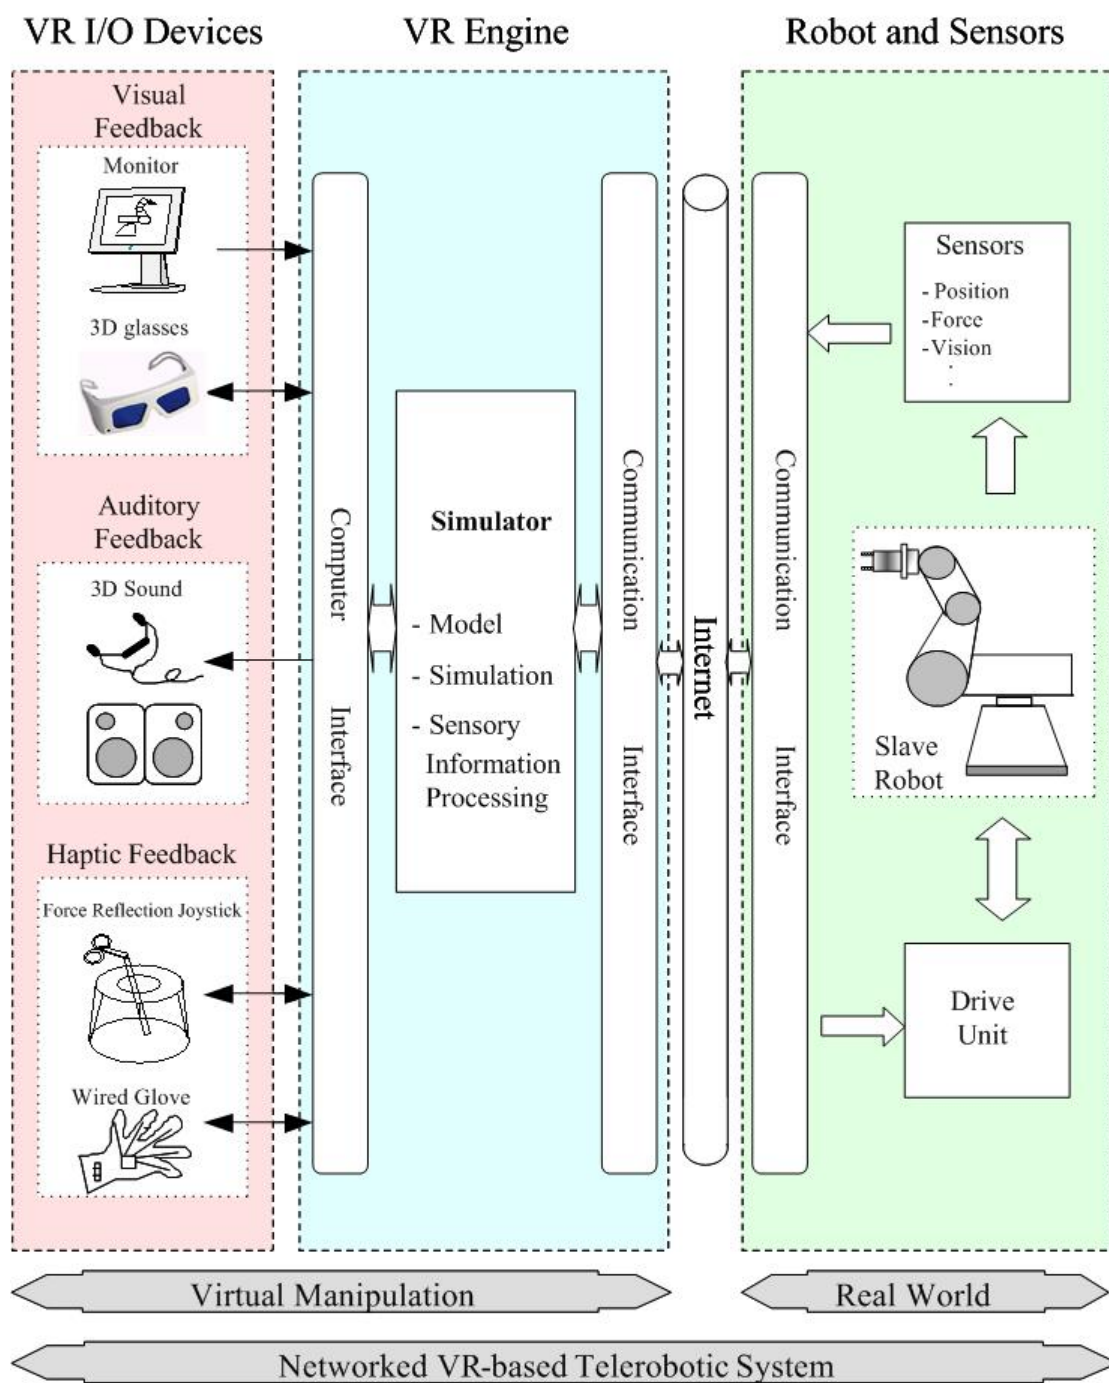 VR I/O Devices
VR Engine
Robot and Sensors
Visual
Feedback
Monitor
3D glasses
Auditory
Feedback
3D Sound
Haptic Feedback
Force Reflection Joystick
Wired Glove
Computer Interface
Simulator
- Model
- Simulation
- Sensory
Information
Processing
Communication Interface
Internet
Communication Interface
Sensors
- Position
- Force
- Vision
Slave
Robot
Drive
Unit
Virtual Manipulation
Real World
Networked VR-based Telerobotic System